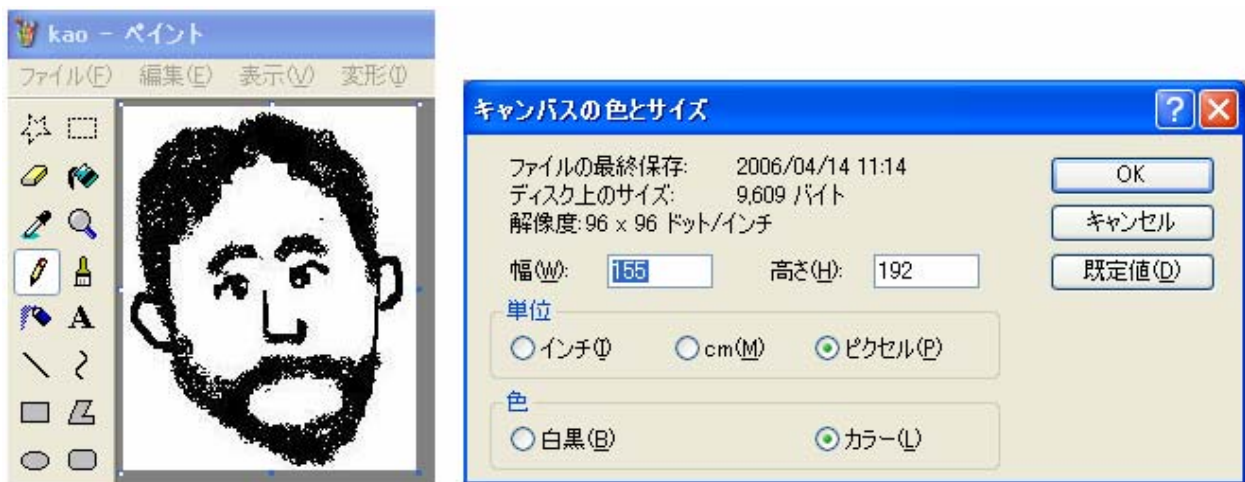 kao - ペイント
ファイル(F) 編集(E) 表示(V) 変形(I)
A
キャンバスの色とサイズ
?
ファイルの最終保存: 2006/04/14 11:14
ディスク上のサイズ: 9,609 バイト
解像度: 96 x 96 ドット/インチ
幅(W): 155 高さ(H): 192
単位
インチ(I) cm(M) ピクセル(P)
色
白黒(B) カラー(L)
OK
キャンセル
既定値(D)